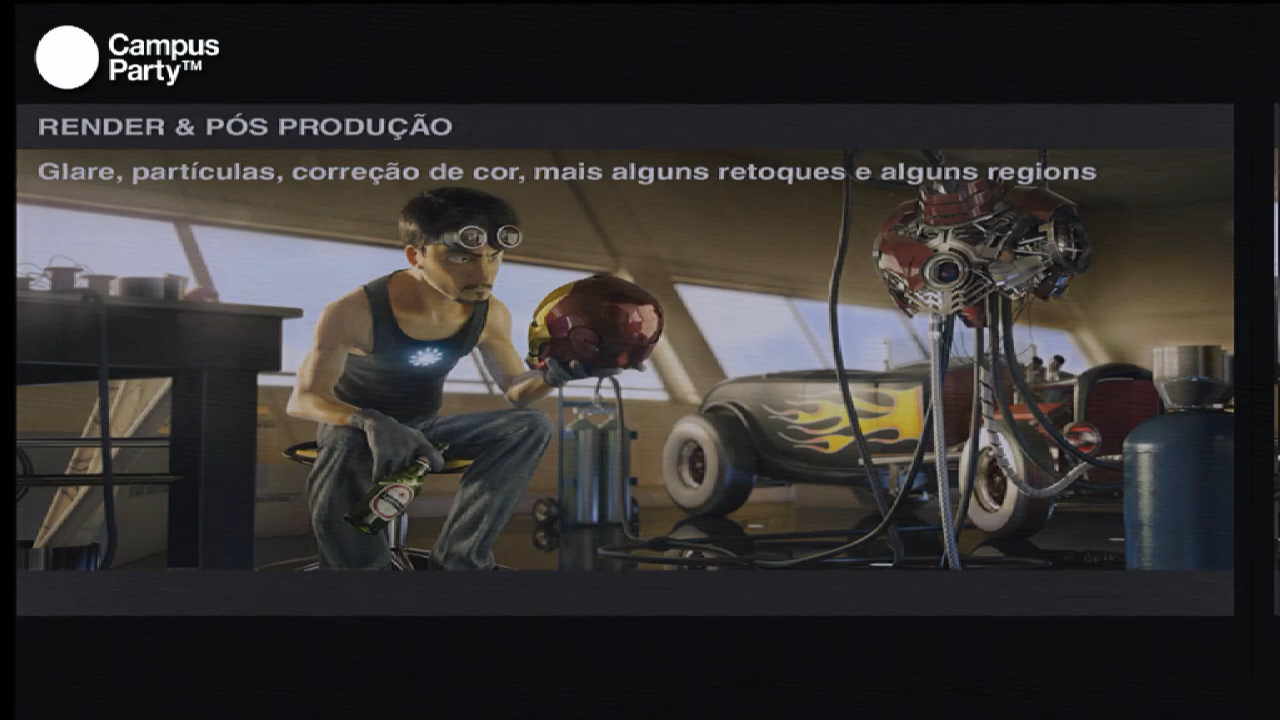 Campus
Party™
RENDER & PÓS PRODUÇÃO
Glare, partículas, correção de cor, mais alguns retoques e alguns regions